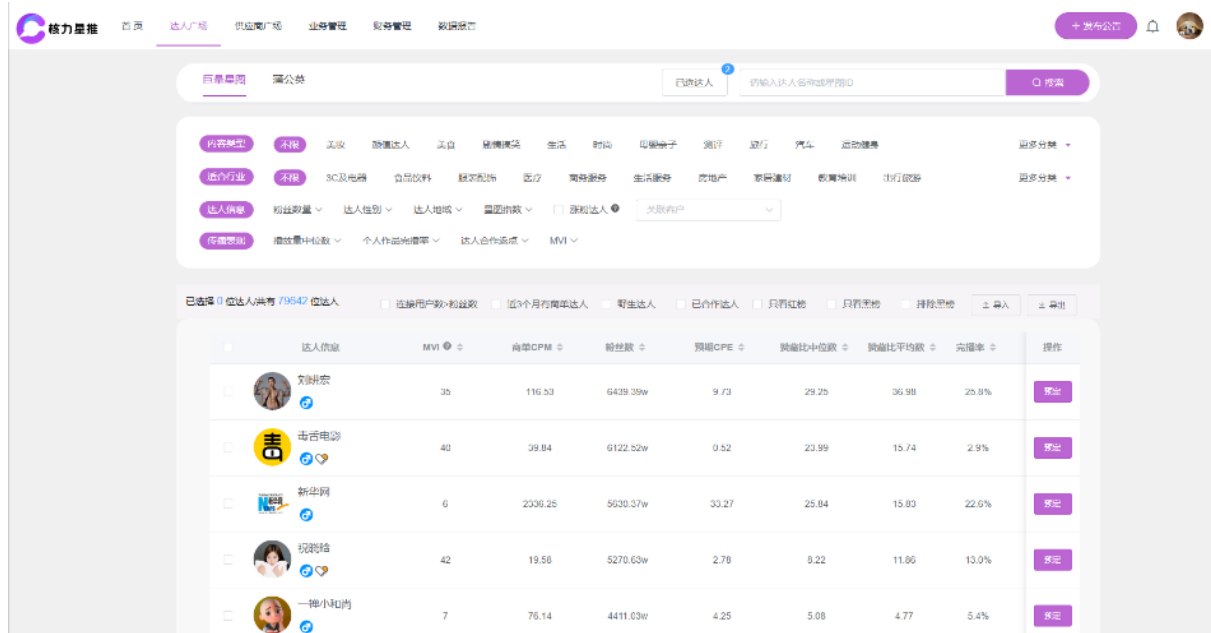 核力星推 首页 达人广场 供应商广场 业务管理 财务管理 数据报告 + 发布公告
巨量星图 蒲公英 已选达人 2 请输入达人名称或星图ID 搜索
内容类型 不限 美妆 颜值达人 美食 剧情搞笑 生活 时尚 母婴亲子 测评 旅行 汽车 运动健身 更多分类
适合行业 不限 3C及电器 食品饮料 服装配饰 医疗 商务服务 生活服务 房地产 家居建材 教育培训 出行旅游 更多分类
达人信息 粉丝数量 达人性别 达人地域 星图指数 涨粉达人 关联客户
传播表现 播放量中位数 个人作品完播率 达人合作返点 MVI
已选择 0 位达人/共有 79642 位达人 连接用户数>粉丝数 近3个月有商单达人 野生达人 已合作达人 只看红榜 只看黑榜 排除黑榜 导入 导出
达人信息 MVI 商单CPM 粉丝数 预期CPE 赞粉比中位数 赞粉比平均数 完播率 操作
刘畊宏
35 116.53 6439.39w 9.73 29.25 36.98 25.8% 预定
毒舌电影
毒
40 39.84 6122.52w 0.52 23.99 15.74 2.9% 预定
新华网
6 2336.25 5630.37w 33.27 25.84 15.83 22.6% 预定
祝晓晗
42 19.58 5270.63w 2.78 8.22 11.86 13.0% 预定
一禅小和尚
7 76.14 4411.03w 4.25 5.08 4.77 5.4% 预定